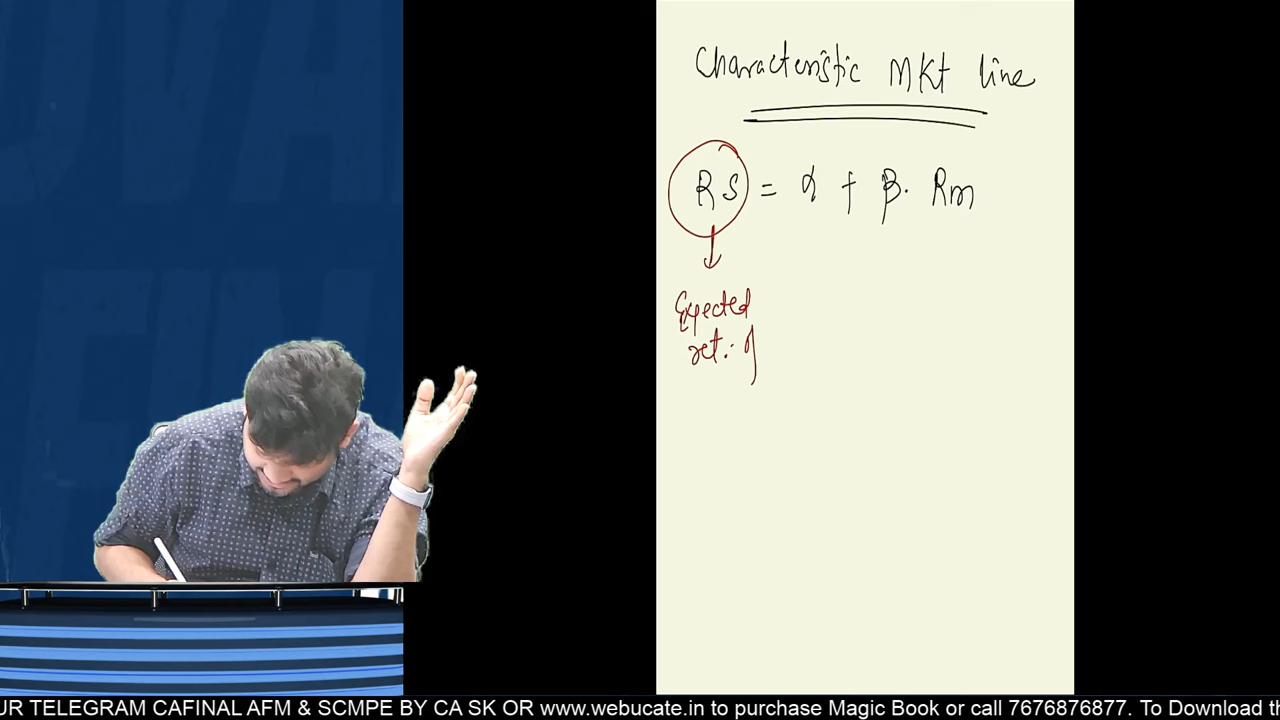 Characteristic MKt line
RS = α + β. Rm
Expected
ret. of
UR TELEGRAM CAFINAL AFM & SCMPE BY CA SK OR www.webucate.in to purchase Magic Book or call 7676876877. To Download th